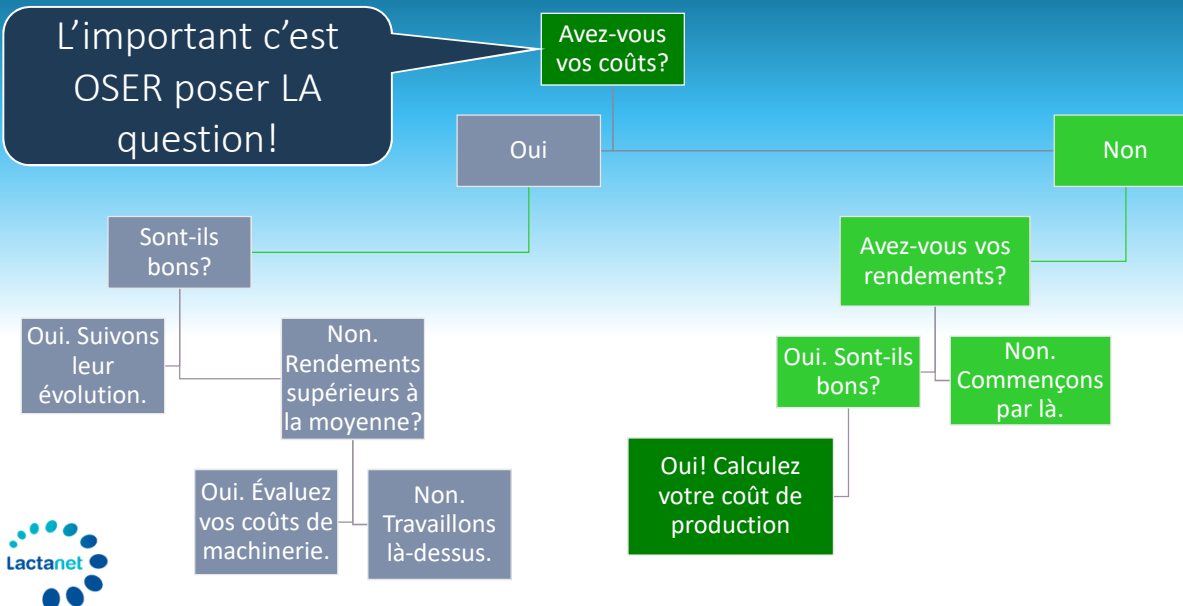 L'important c'est
OSER poser LA
question!
Avez-vous
vos coûts?
Oui
Non
Sont-ils
bons?
Avez-vous vos
rendements?
Oui. Suivons
leur
évolution.
Non.
Rendements
supérieurs à
la moyenne?
Oui. Sont-ils
bons?
Non.
Commençons
par là.
Oui. Évaluez
vos coûts de
machinerie.
Non.
Travaillons
là-dessus.
Oui! Calculez
votre coût de
production
Lactanet